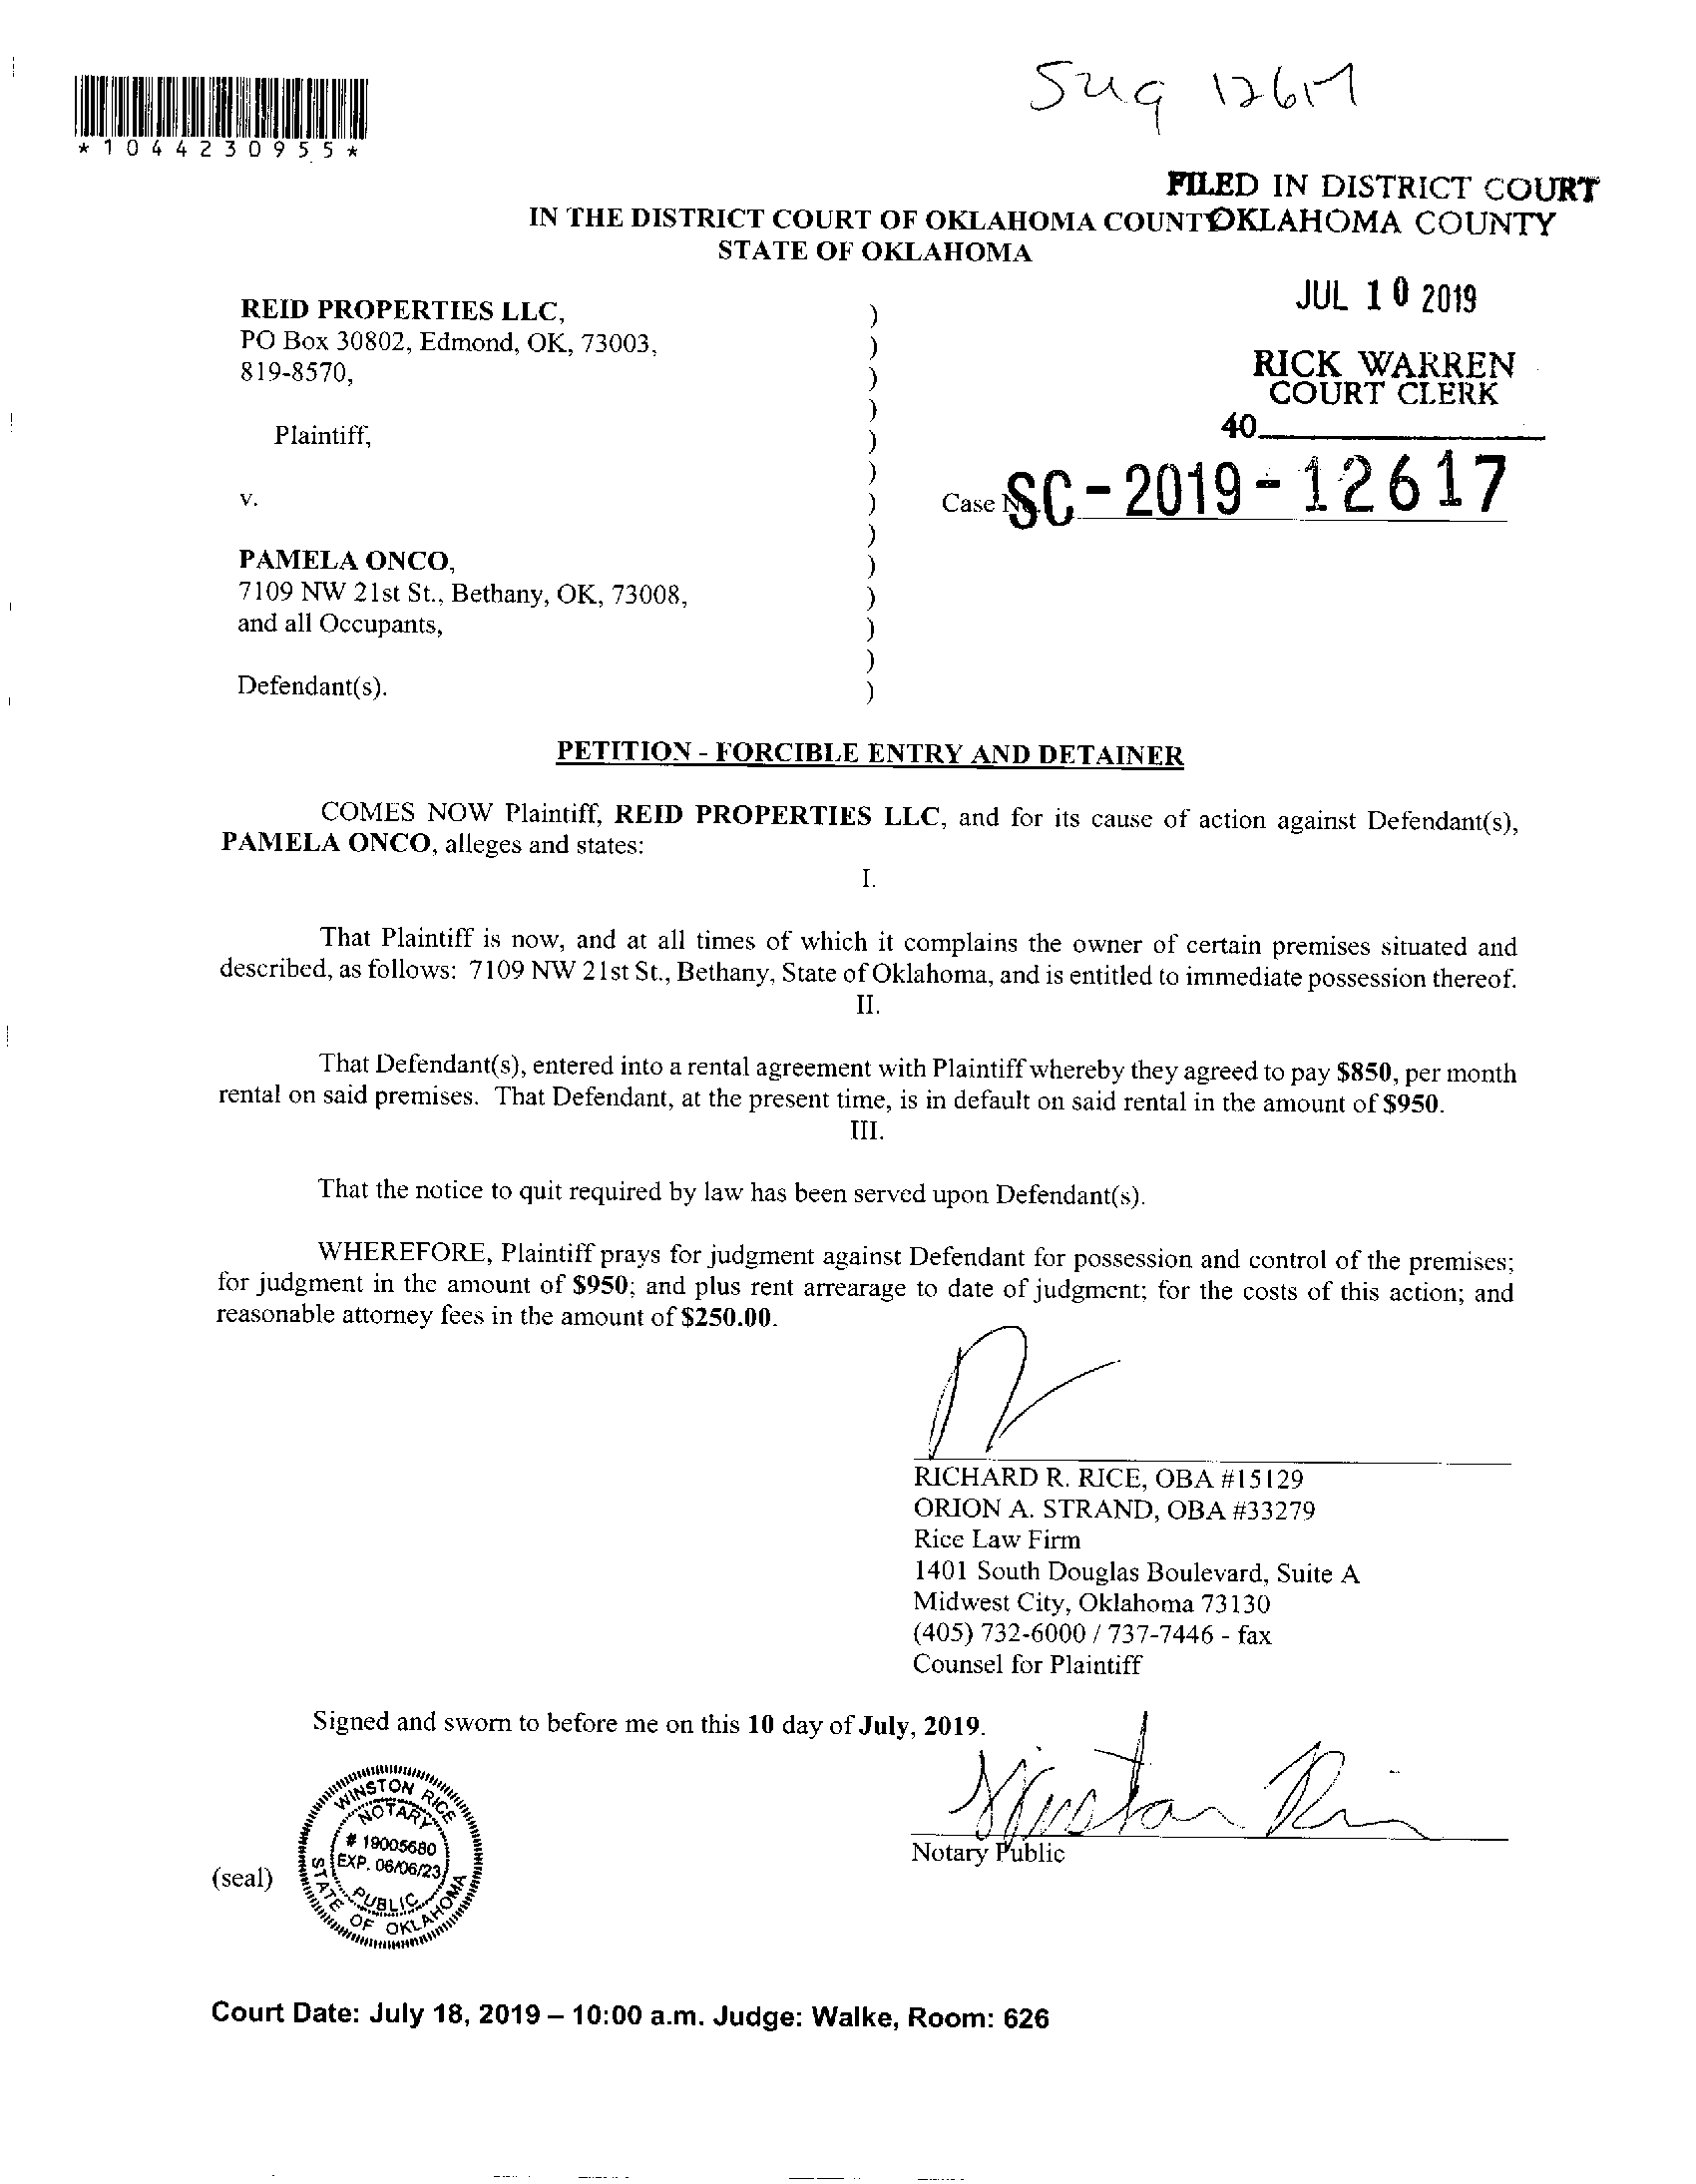 *1044230955*
FILED IN DISTRICT COURT
OKLAHOMA COUNTY
IN THE DISTRICT COURT OF OKLAHOMA COUNTY
STATE OF OKLAHOMA
JUL 10 2019
RICK WARREN
COURT CLERK
40
REID PROPERTIES LLC, )
PO Box 30802, Edmond, OK, 73003, )
819-8570, )
)
Plaintiff, )
)
v. )
Case No. SC-2019-12617
)
PAMELA ONCO, )
7109 NW 21st St., Bethany, OK, 73008, )
and all Occupants, )
)
Defendant(s). )
PETITION - FORCIBLE ENTRY AND DETAINER
COMES NOW Plaintiff, REID PROPERTIES LLC, and for its cause of action against Defendant(s),
PAMELA ONCO, alleges and states:
I.
That Plaintiff is now, and at all times of which it complains the owner of certain premises situated and
described, as follows: 7109 NW 21st St., Bethany, State of Oklahoma, and is entitled to immediate possession thereof.
II.
That Defendant(s), entered into a rental agreement with Plaintiff whereby they agreed to pay $850, per month
rental on said premises. That Defendant, at the present time, is in default on said rental in the amount of $950.
III.
That the notice to quit required by law has been served upon Defendant(s).
WHEREFORE, Plaintiff prays for judgment against Defendant for possession and control of the premises;
for judgment in the amount of $950; and plus rent arrearage to date of judgment; for the costs of this action; and
reasonable attorney fees in the amount of $250.00.
RICHARD R. RICE, OBA #15129
ORION A. STRAND, OBA #33279
Rice Law Firm
1401 South Douglas Boulevard, Suite A
Midwest City, Oklahoma 73130
(405) 732-6000 / 737-7446 - fax
Counsel for Plaintiff
Signed and sworn to before me on this 10 day of July, 2019.
Winston Rice
Notary Public
(seal)
WINSTON RICE
NOTARY
# 19005680
EXP. 06/06/23
PUBLIC
STATE OF OKLAHOMA
Court Date: July 18, 2019 – 10:00 a.m. Judge: Walke, Room: 626